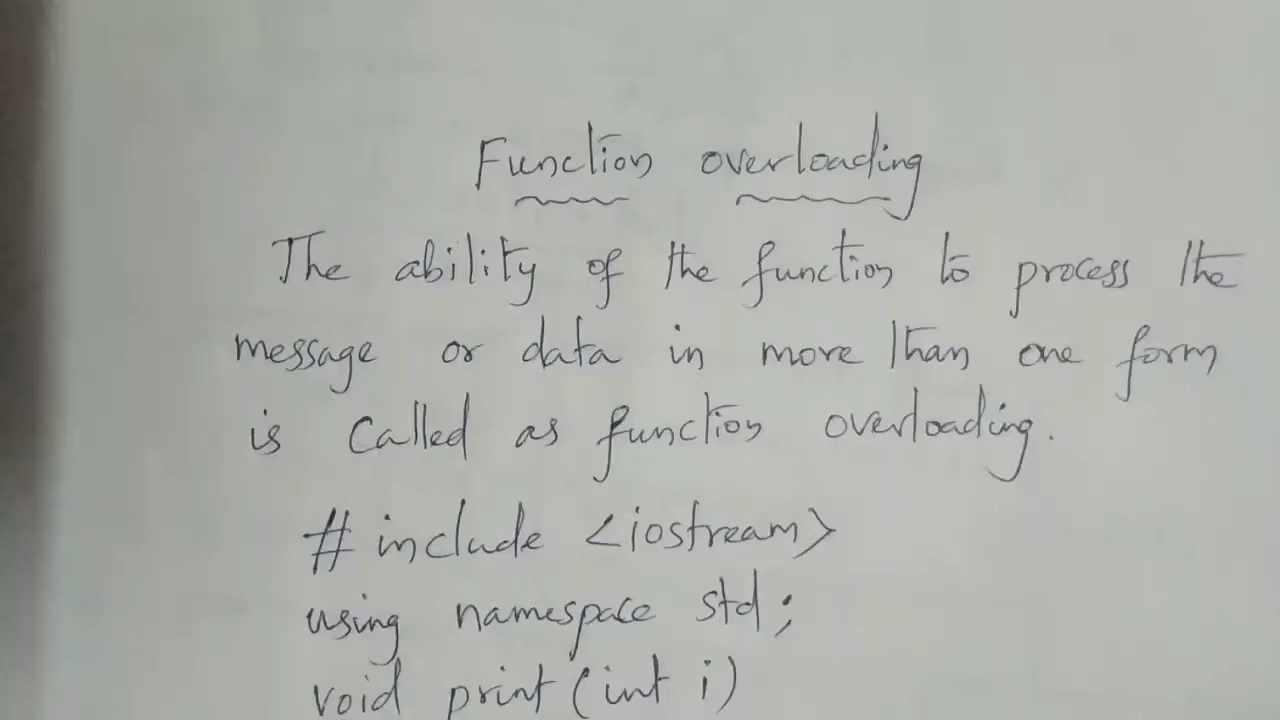 Function overloading
The ability of the function to process the
message or data in more than one form
is called as function overloading.
# include <iostream>
using namespace std;
void print (int i)